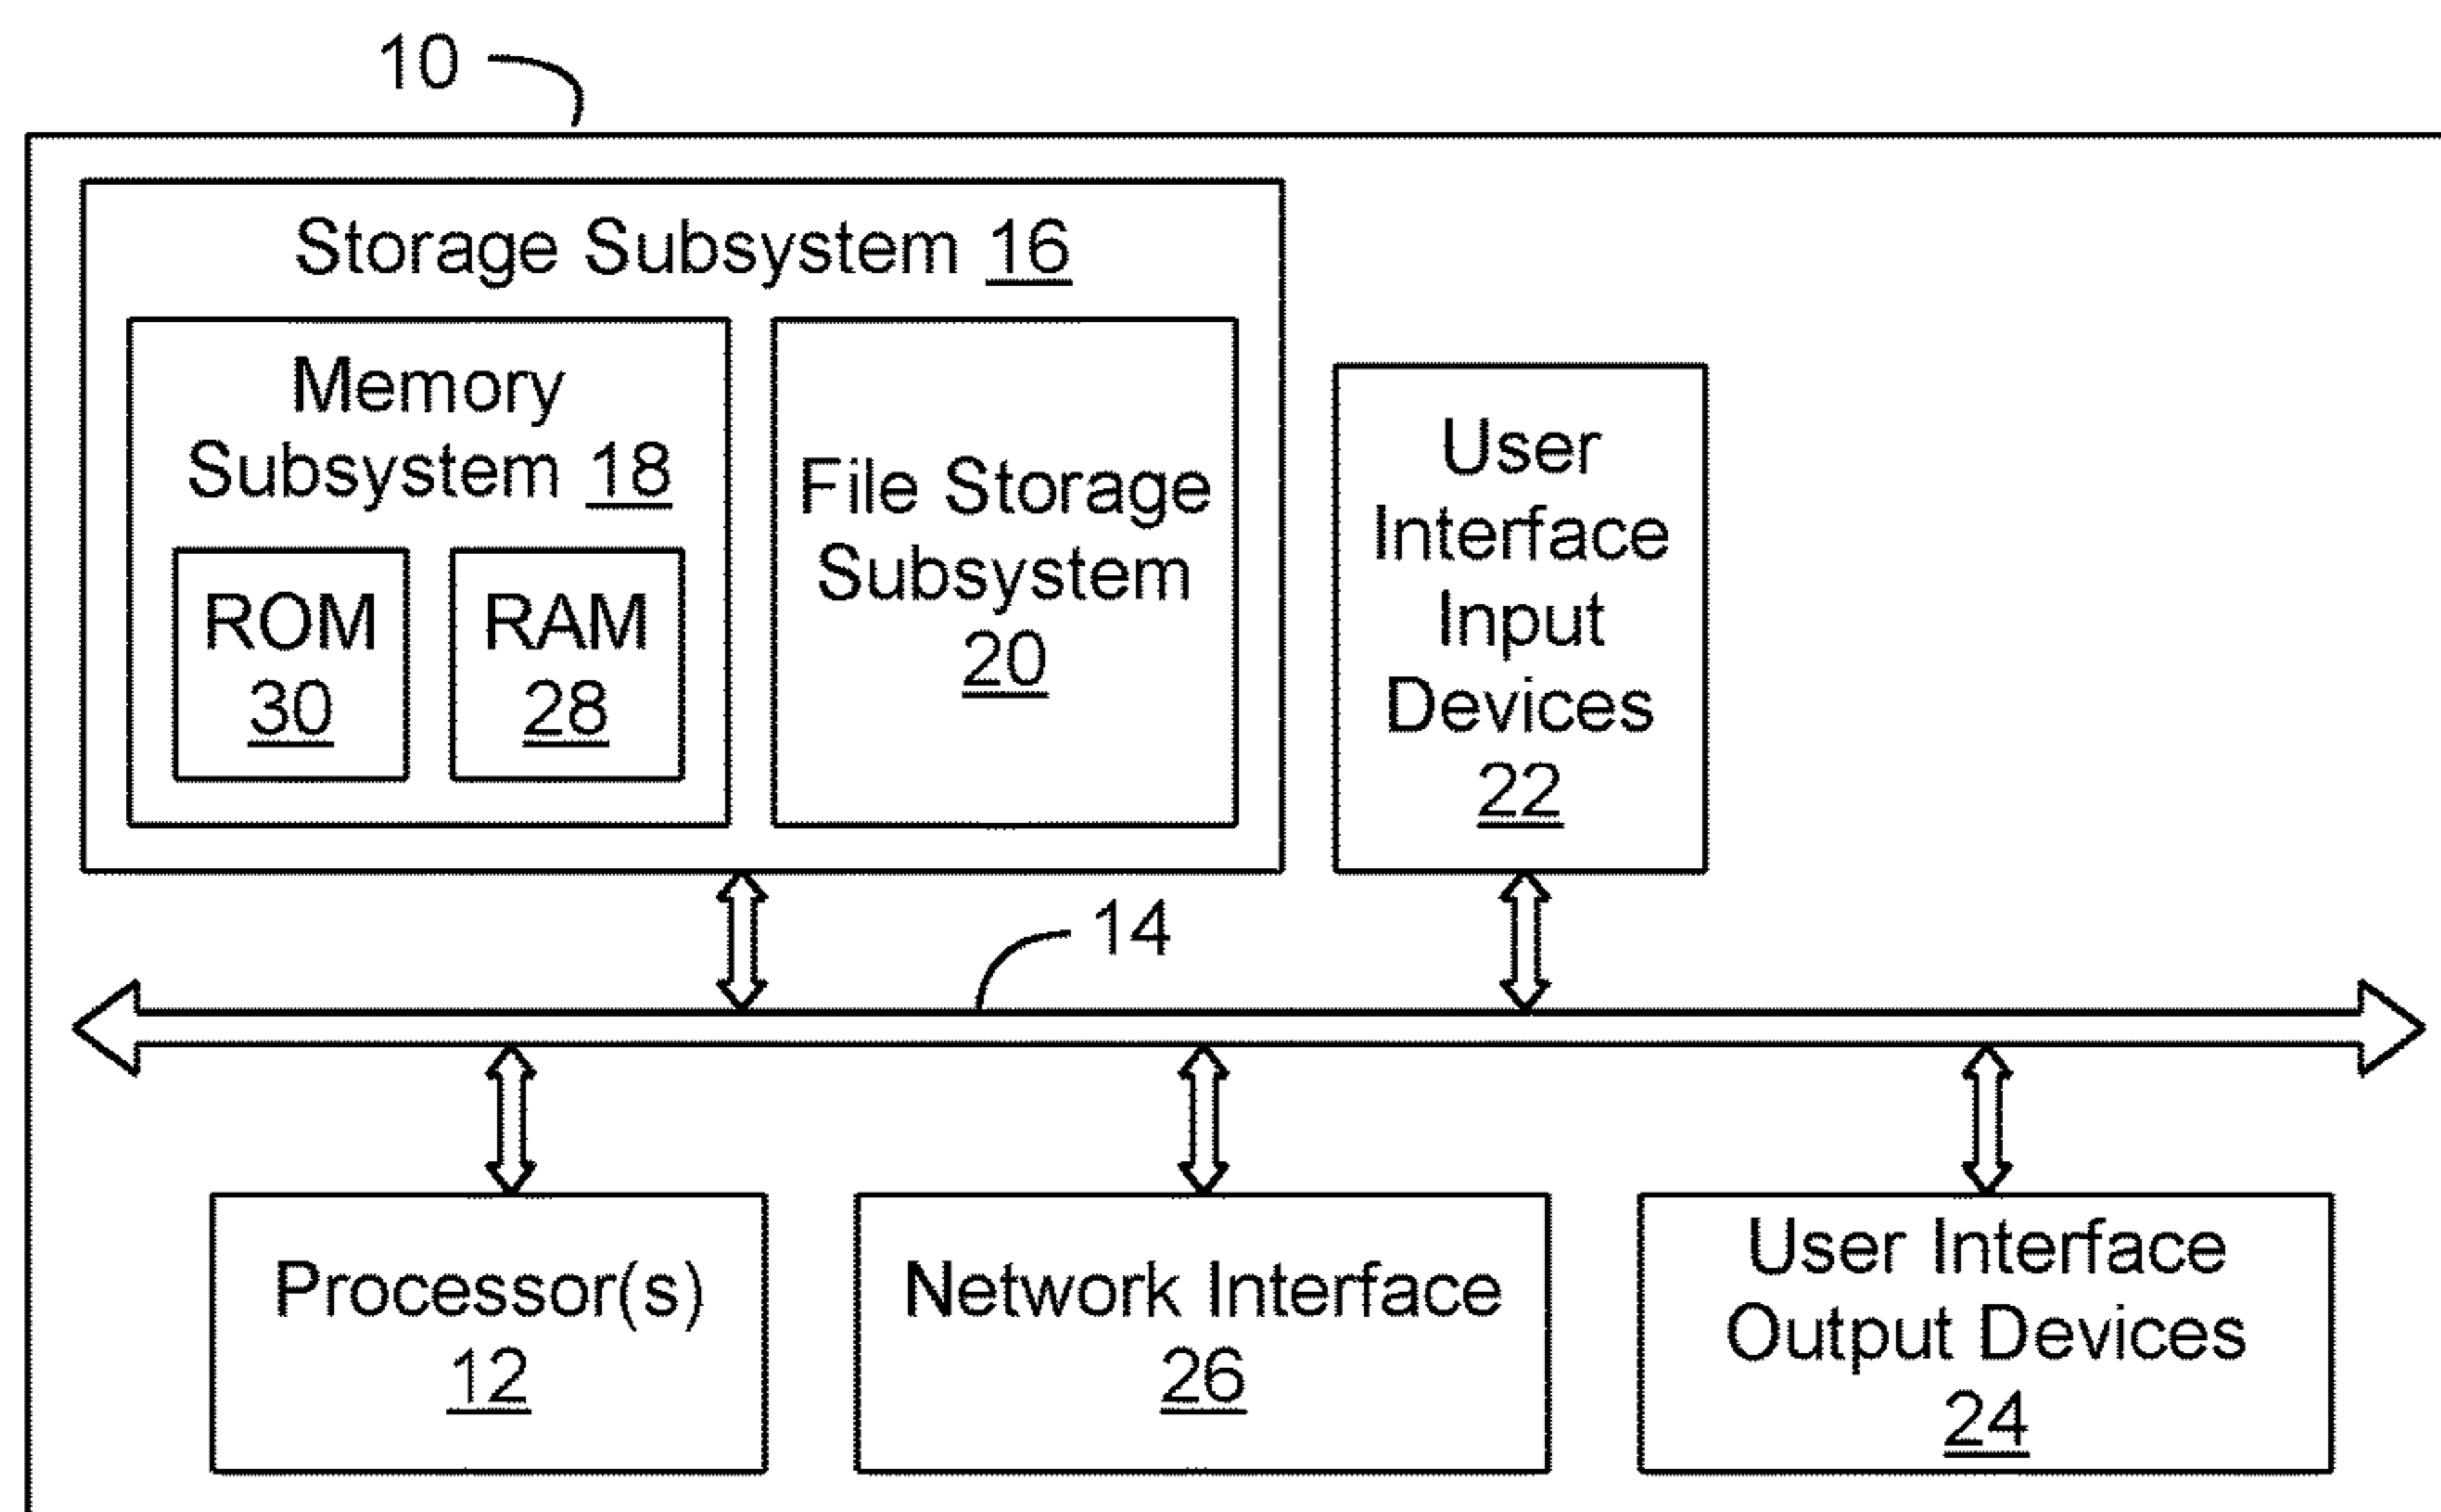 10
Storage Subsystem 16
Memory
Subsystem 18
ROM
30
RAM
28
File Storage
Subsystem
20
User
Interface
Input
Devices
22
14
Processor(s)
12
Network Interface
26
User Interface
Output Devices
24